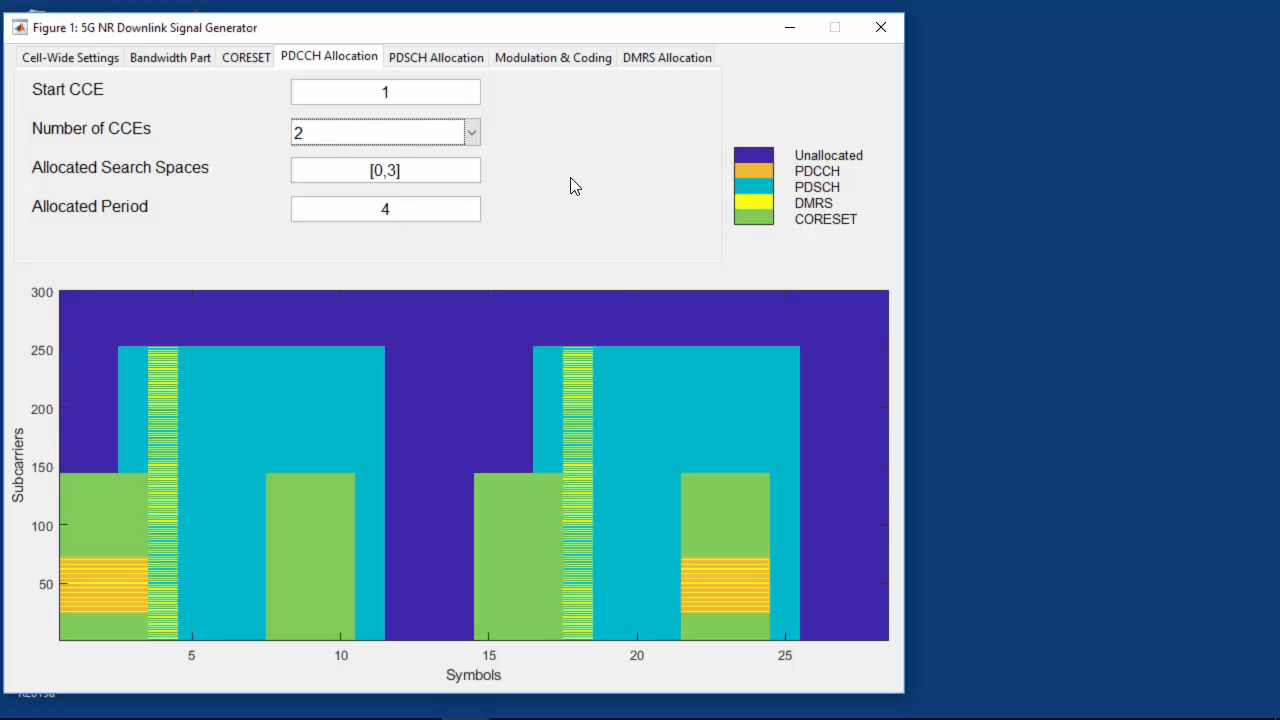 Figure 1: 5G NR Downlink Signal Generator
Cell-Wide Settings Bandwidth Part CORESET PDCCH Allocation PDSCH Allocation Modulation & Coding DMRS Allocation
Start CCE 1
Number of CCEs 2
Allocated Search Spaces [0,3]
Allocated Period 4
Unallocated
PDCCH
PDSCH
DMRS
CORESET
300
250
200
150
100
50
Subcarriers
5 10 15 20 25
Symbols